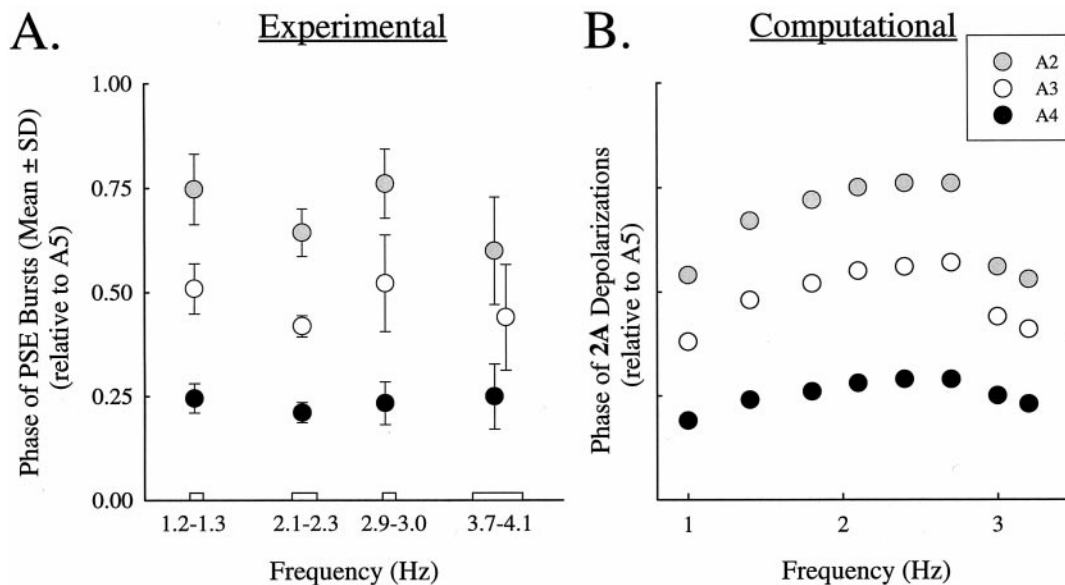 A.
Experimental
Phase of PSE Bursts (Mean ± SD)
(relative to A5)
1.00
0.75
0.50
0.25
0.00
1.2-1.3
2.1-2.3
2.9-3.0
3.7-4.1
Frequency (Hz)
B.
Computational
A2
A3
A4
Phase of 2A Depolarizations
(relative to A5)
1
2
3
Frequency (Hz)